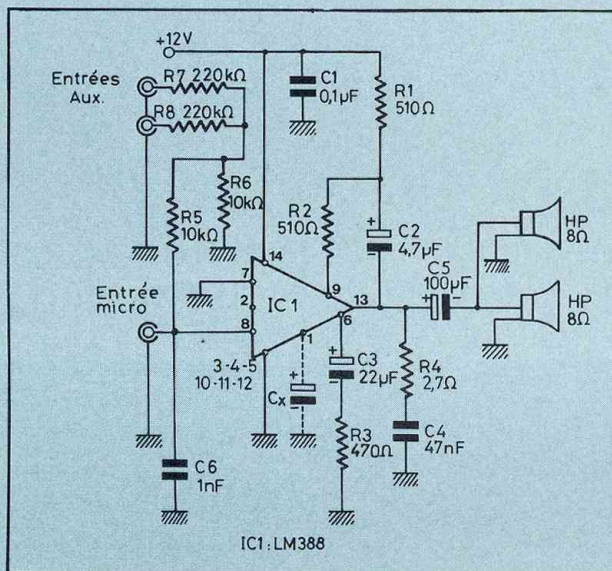 +12V
Entrées
Aux.
R7 220kΩ
R8 220kΩ
C1
0,1µF
R1
510Ω
R6
10kΩ
R5
10kΩ
R2
510Ω
C2
4,7µF
+
-
HP
8Ω
C5
100µF
+
-
HP
8Ω
14
9
7
2
IC1
13
8
6
1
Entrée
micro
3-4-5
10-11-12
+
Cx
-
+
C3
22µF
-
R4
2,7Ω
R3
470Ω
C4
47nF
C6
1nF
IC1: LM388